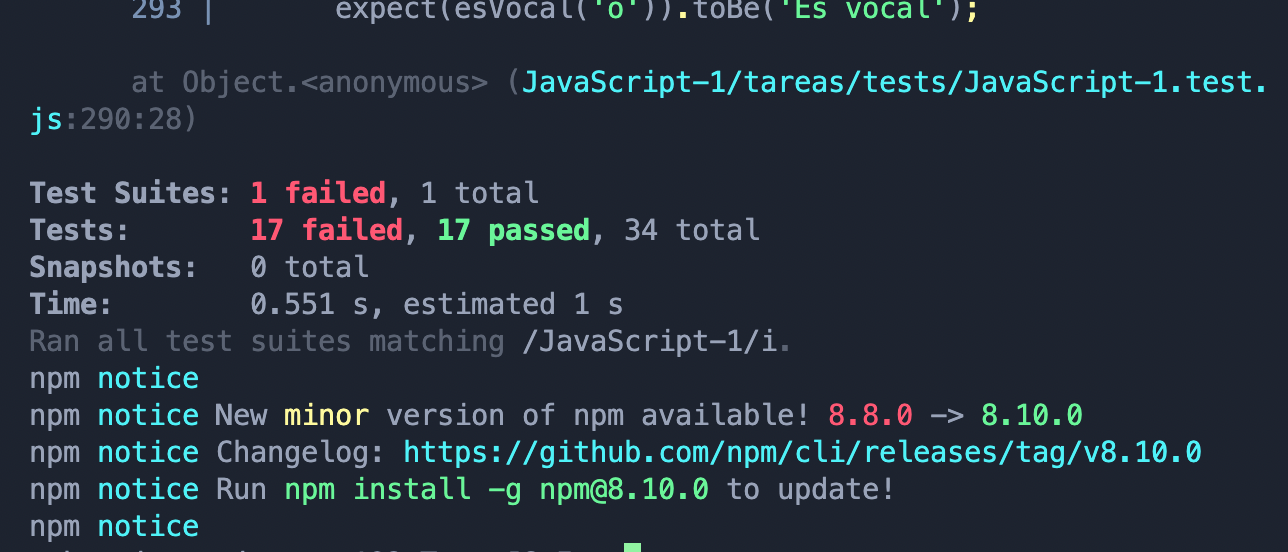 293 |       expect(esVocal('o')).toBe('Es vocal');
at Object.<anonymous> (JavaScript-1/tareas/tests/JavaScript-1.test.
js:290:28)
Test Suites: 1 failed, 1 total
Tests:       17 failed, 17 passed, 34 total
Snapshots:   0 total
Time:        0.551 s, estimated 1 s
Ran all test suites matching /JavaScript-1/i.
npm notice
npm notice New minor version of npm available! 8.8.0 -> 8.10.0
npm notice Changelog: https://github.com/npm/cli/releases/tag/v8.10.0
npm notice Run npm install -g npm@8.10.0 to update!
npm notice